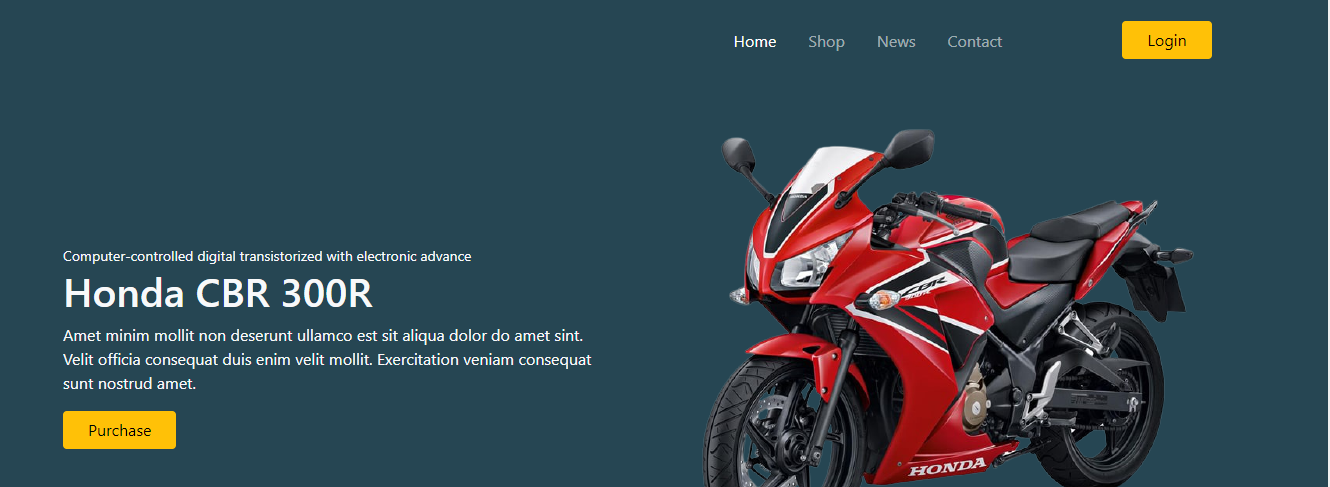 Home Shop News Contact Login
Computer-controlled digital transistorized with electronic advance
Honda CBR 300R
Amet minim mollit non deserunt ullamco est sit aliqua dolor do amet sint.
Velit officia consequat duis enim velit mollit. Exercitation veniam consequat
sunt nostrud amet.
Purchase
HONDA
CBR
HONDA